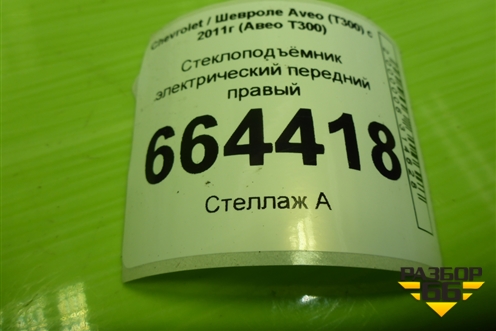 Chevrolet / Шевроле Aveo (T300) с
2011г (Авео Т300)
Стеклоподъёмник
электрический передний
правый
664418
Стеллаж А
РАЗБОР
66